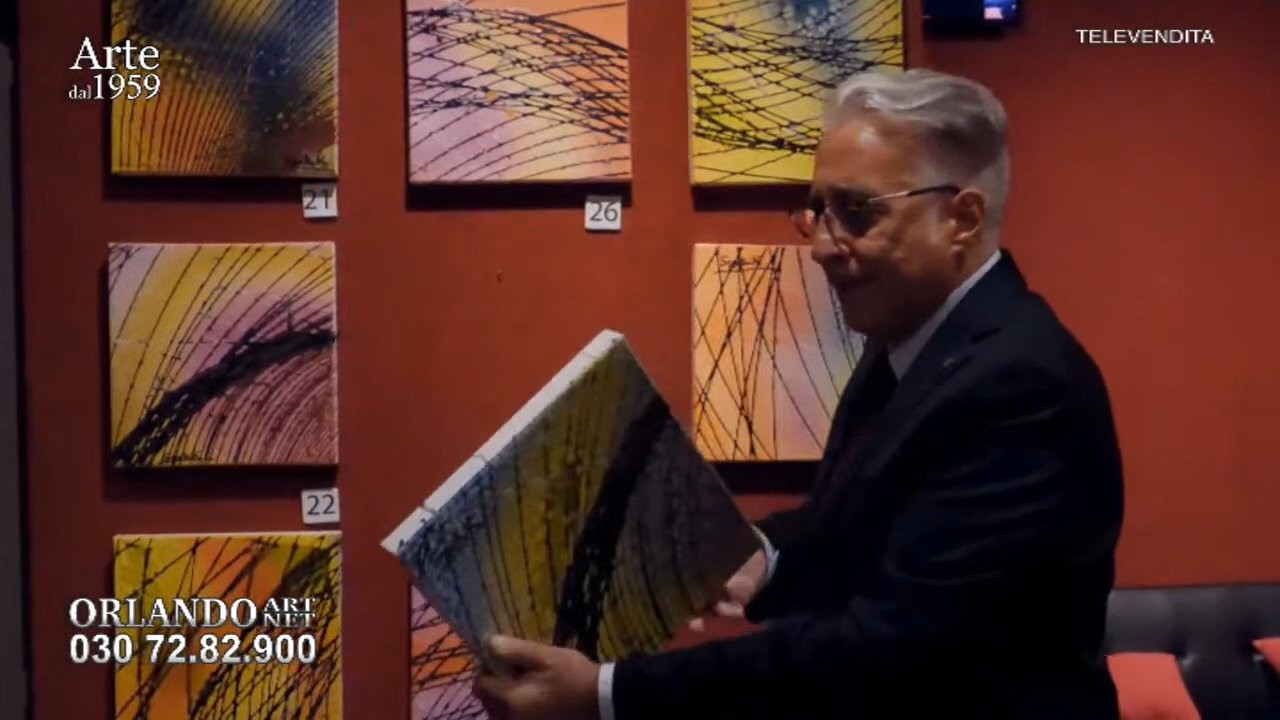 Arte
dal 1959
TELEVENDITA
21
26
22
ORLANDO ART NET
030 72.82.900